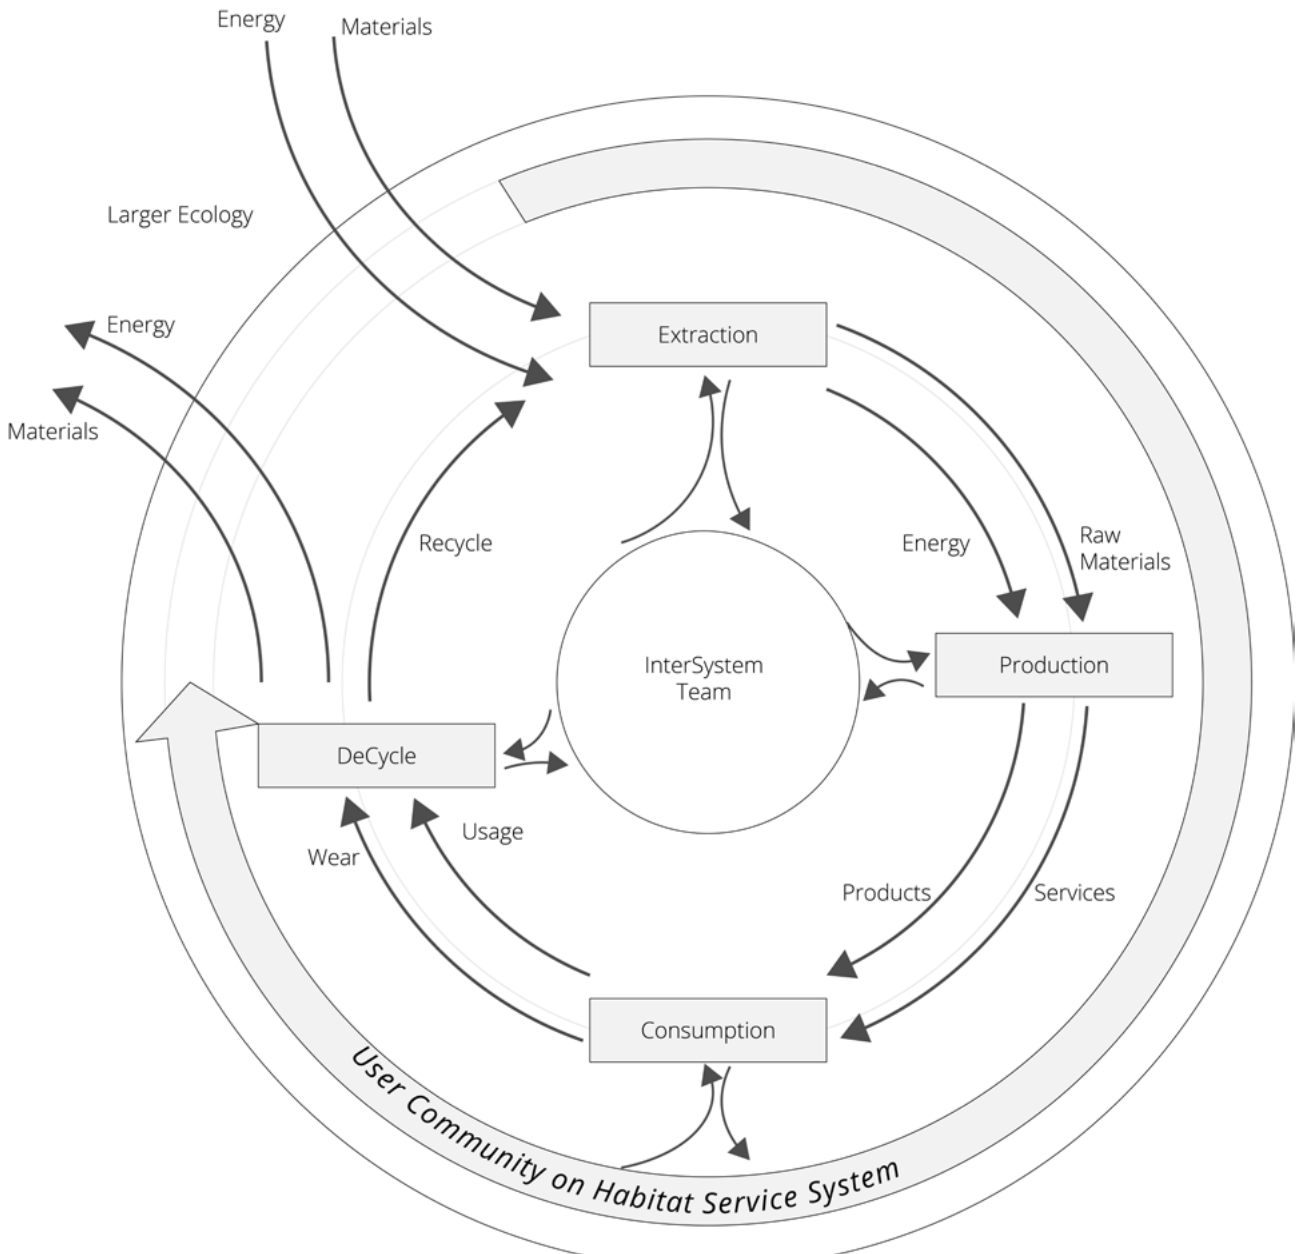 Energy
Materials
Larger Ecology
Energy
Materials
Extraction
Recycle
Energy
Raw
Materials
InterSystem
Team
Production
DeCycle
Usage
Wear
Products
Services
Consumption
User Community on Habitat Service System